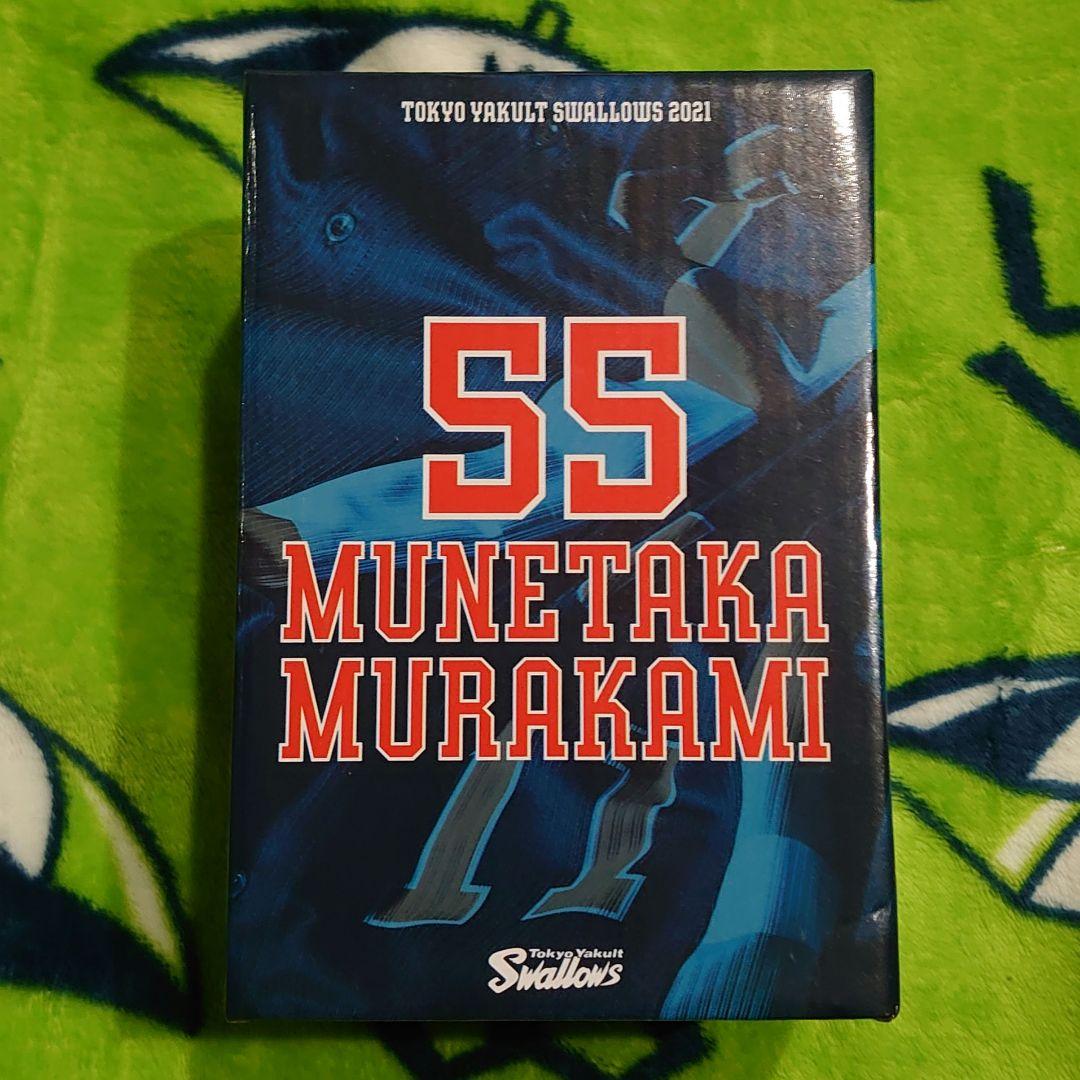 TOKYO YAKULT SWALLOWS 2021
55
MUNETAKA
MURAKAMI
Tokyo Yakult
Swallows